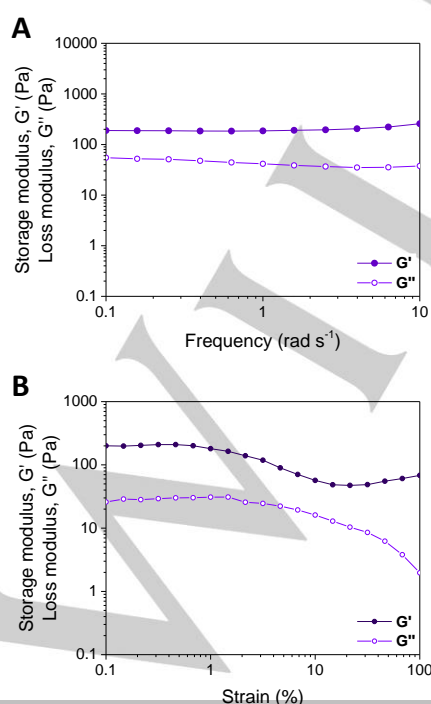 A
10000
1000
100
10
1
0.1
Storage modulus, G' (Pa)
Loss modulus, G'' (Pa)
G'
G''
0.1
1
10
Frequency (rad s⁻¹)
B
1000
100
10
1
0.1
Storage modulus, G' (Pa)
Loss modulus, G'' (Pa)
G'
G''
0.1
1
10
100
Strain (%)